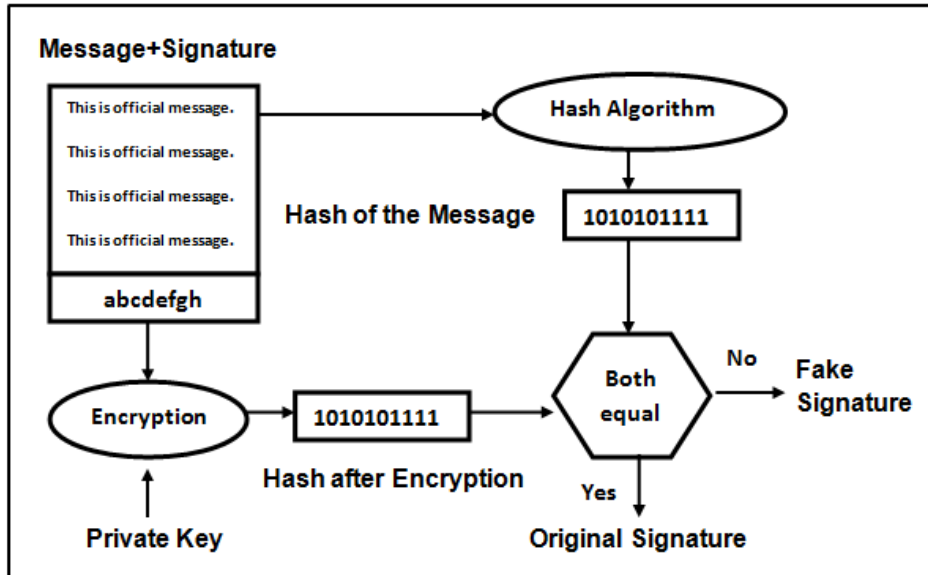 Message+Signature
This is official message.
This is official message.
This is official message.
This is official message.
abcdefgh
Hash Algorithm
Hash of the Message
1010101111
Encryption
1010101111
Hash after Encryption
Private Key
Both
equal
No
Fake
Signature
Yes
Original Signature